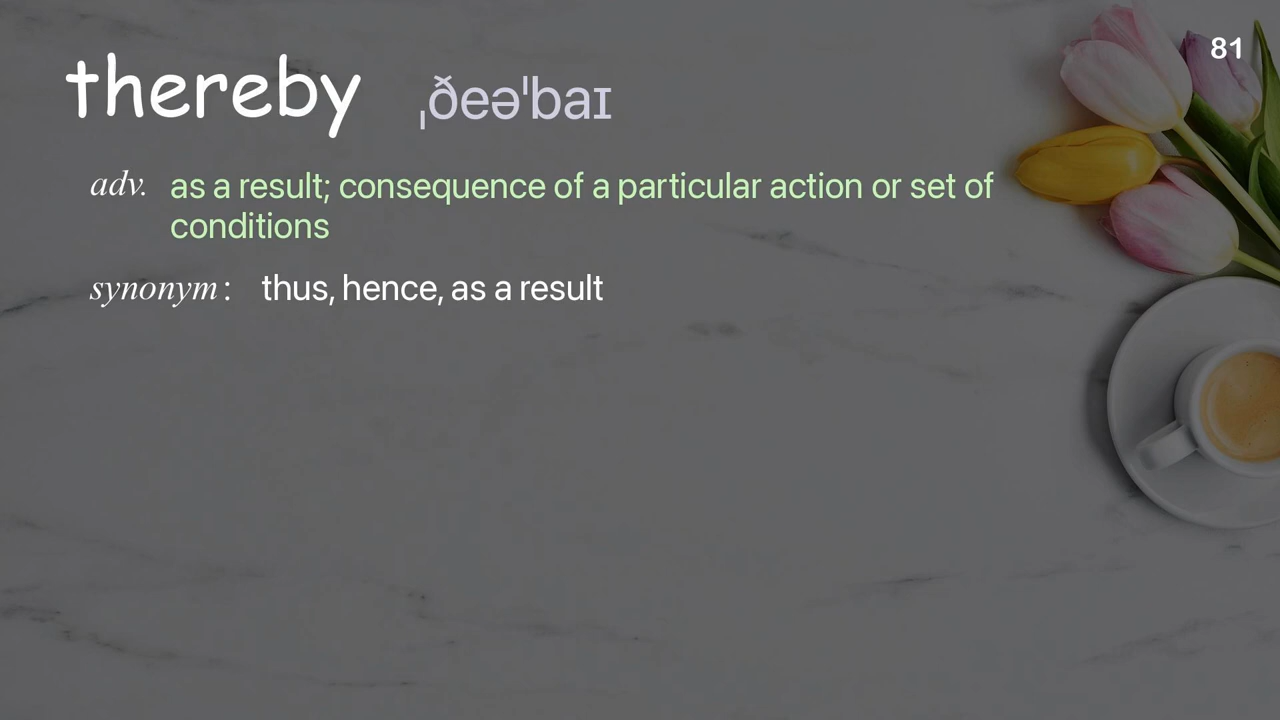 81
thereby ˌðeəˈbaɪ
adv. as a result; consequence of a particular action or set of
conditions
synonym: thus, hence, as a result